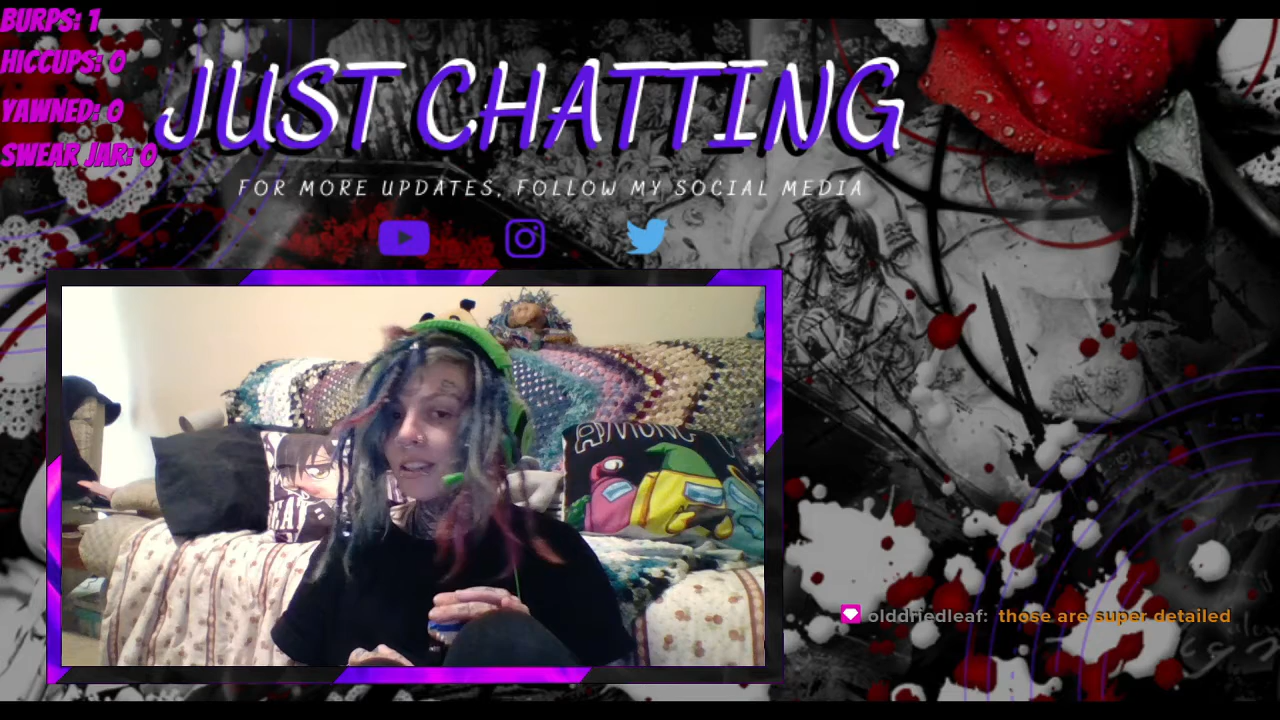 BURPS: 1
HICCUPS: 0
YAWNED: 0
SWEAR JAR: 0
JUST CHATTING
FOR MORE UPDATES, FOLLOW MY SOCIAL MEDIA
AMONG U
olddriedleaf: those are super detailed